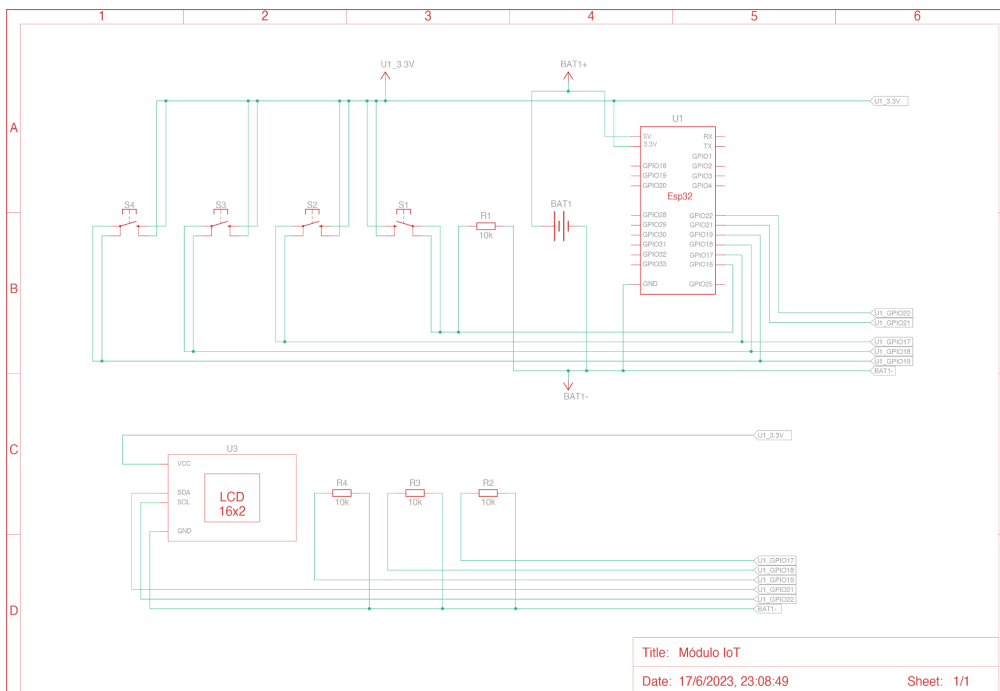 1 2 3 4 5 6
A
B
C
D
U1_3.3V
BAT1+
U1_3.3V
U1
5V
3.3V
GPIO18
GPIO19
GPIO20
GPIO28
GPIO29
GPIO30
GPIO31
GPIO32
GPIO33
GND
RX
TX
GPIO1
GPIO2
GPIO3
GPIO4
GPIO22
GPIO21
GPIO19
GPIO18
GPIO17
GPIO16
GPIO25
Esp32
S4
S3
S2
S1
R1
10k
BAT1
U1_GPIO22
U1_GPIO21
U1_GPIO17
U1_GPIO18
U1_GPIO19
BAT1-
BAT1-
U1_3.3V
U3
VCC
SDA
SCL
GND
LCD
16x2
R4
10k
R3
10k
R2
10k
U1_GPIO17
U1_GPIO18
U1_GPIO19
U1_GPIO21
U1_GPIO22
BAT1-
Title: Módulo IoT
Date: 17/6/2023, 23:08:49 Sheet: 1/1